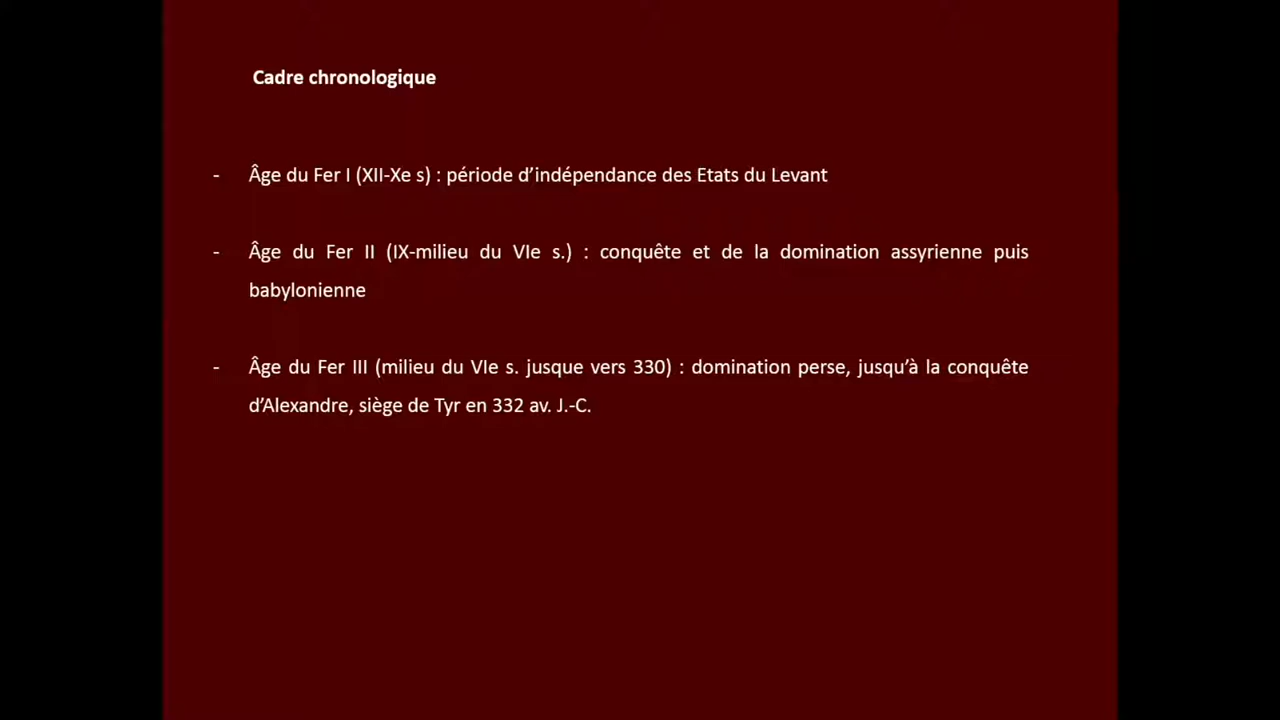 Cadre chronologique
- Âge du Fer I (XII-Xe s) : période d’indépendance des Etats du Levant
- Âge du Fer II (IX-milieu du VIe s.) : conquête et de la domination assyrienne puis
babylonienne
- Âge du Fer III (milieu du VIe s. jusque vers 330) : domination perse, jusqu’à la conquête
d’Alexandre, siège de Tyr en 332 av. J.-C.